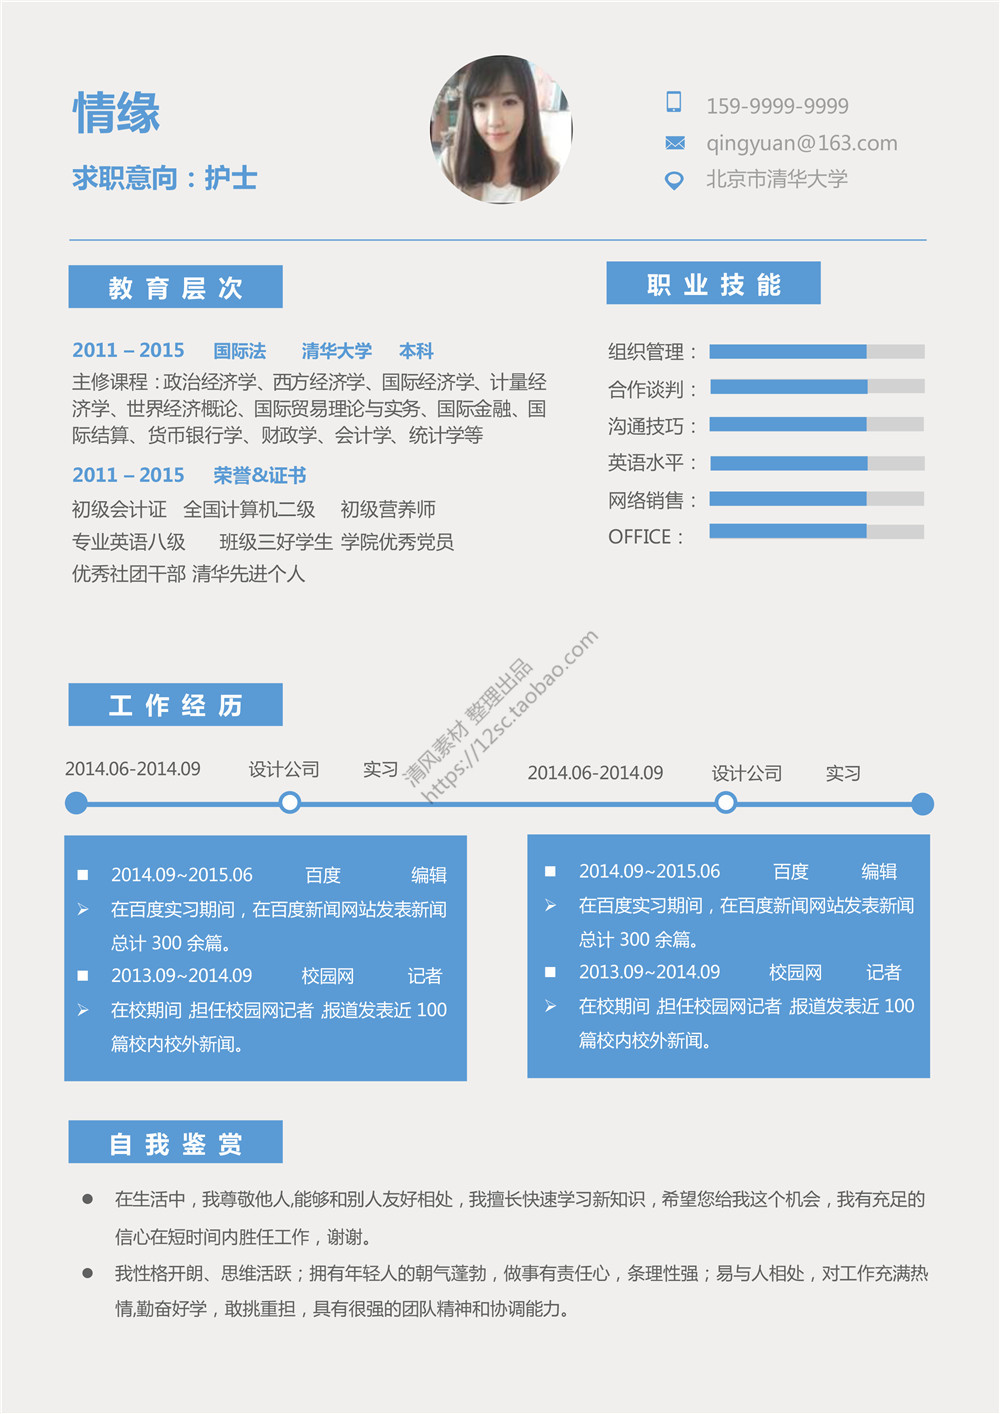 情缘
求职意向：护士
159-9999-9999
qingyuan@163.com
北京市清华大学
教育层次
2011 – 2015 国际法 清华大学 本科
主修课程：政治经济学、西方经济学、国际经济学、计量经
济学、世界经济概论、国际贸易理论与实务、国际金融、国
际结算、货币银行学、财政学、会计学、统计学等
2011 – 2015 荣誉&证书
初级会计证 全国计算机二级 初级营养师
专业英语八级 班级三好学生 学院优秀党员
优秀社团干部 清华先进个人
职业技能
组织管理：
合作谈判：
沟通技巧：
英语水平：
网络销售：
OFFICE：
工作经历
清风素材 整理出品
https://12sc.taobao.com
2014.06-2014.09 设计公司 实习
2014.06-2014.09 设计公司 实习
2014.09~2015.06 百度 编辑
在百度实习期间，在百度新闻网站发表新闻
总计 300 余篇。
2013.09~2014.09 校园网 记者
在校期间，担任校园网记者，报道发表近 100
篇校内校外新闻。
2014.09~2015.06 百度 编辑
在百度实习期间，在百度新闻网站发表新闻
总计 300 余篇。
2013.09~2014.09 校园网 记者
在校期间，担任校园网记者，报道发表近 100
篇校内校外新闻。
自我鉴赏
在生活中，我尊敬他人,能够和别人友好相处，我擅长快速学习新知识，希望您给我这个机会，我有充足的
信心在短时间内胜任工作，谢谢。
我性格开朗、思维活跃；拥有年轻人的朝气蓬勃，做事有责任心，条理性强；易与人相处，对工作充满热
情,勤奋好学，敢挑重担，具有很强的团队精神和协调能力。